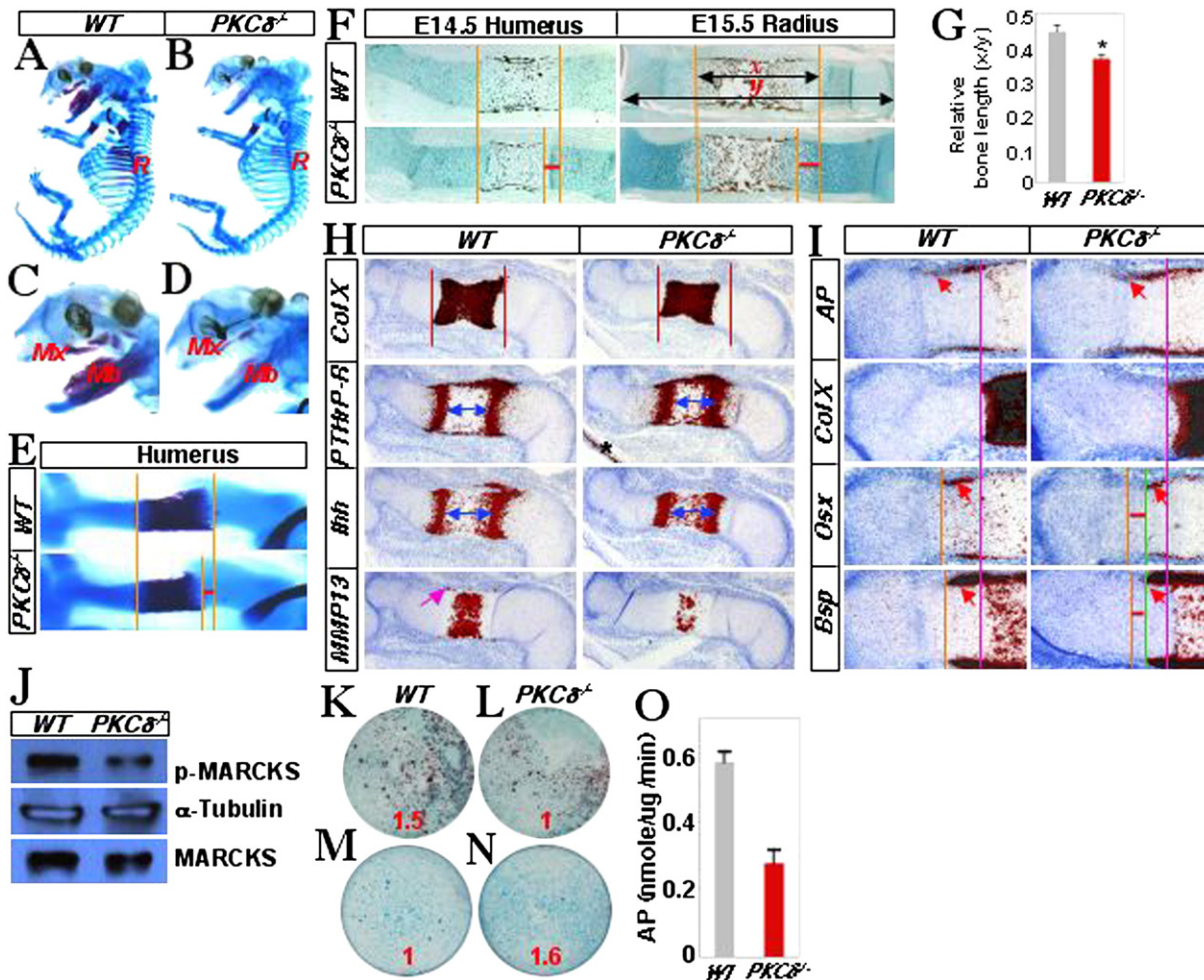 WT PKCδ-/-
A B
R R
C D
Mx Mb Mx Mb
E
Humerus
WT
PKCδ-/-
F
E14.5 Humerus E15.5 Radius
WT
x
y
PKCδ-/-
G
Relative
bone length (x/y)
0.5
0.4
0.3
0.2
0.1
0
*
WT PKCδ-/-
H
WT PKCδ-/-
Col X
PTHrP-R
*
Ihh
MMP13
I
WT PKCδ-/-
AP
Col X
Osx
Bsp
J
WT PKCδ-/-
p-MARCKS
α-Tubulin
MARCKS
WT PKCδ-/-
K L
1.5 1
M N
1 1.6
O
AP (nmole/ug /min)
0.6
0.4
0.2
0
WT PKCδ-/-